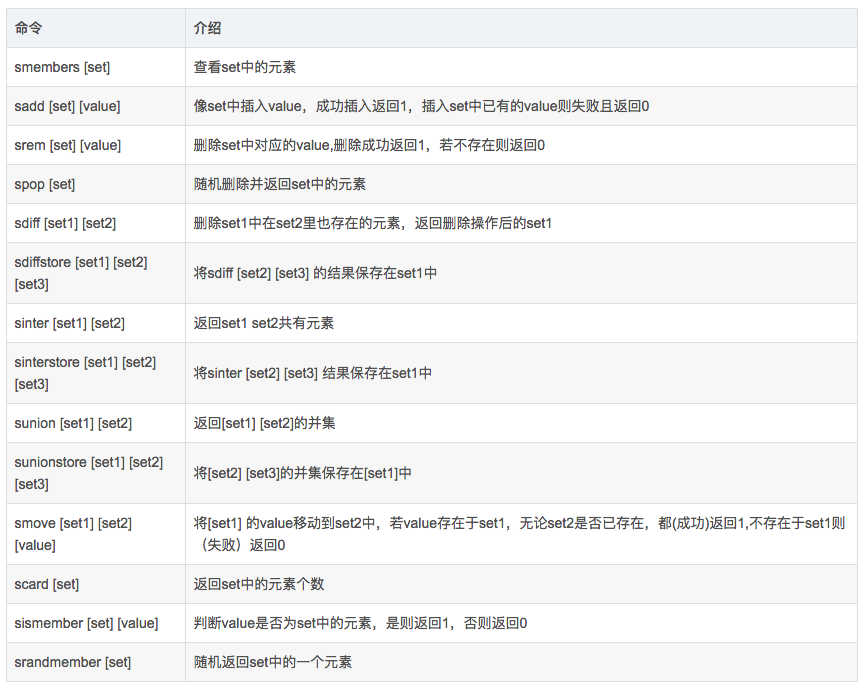 命令 介绍
smembers [set] 查看set中的元素
sadd [set] [value] 像set中插入value，成功插入返回1，插入set中已有的value则失败且返回0
srem [set] [value] 删除set中对应的value,删除成功返回1，若不存在则返回0
spop [set] 随机删除并返回set中的元素
sdiff [set1] [set2] 删除set1中在set2里也存在的元素，返回删除操作后的set1
sdiffstore [set1] [set2]
[set3]
将sdiff [set2] [set3] 的结果保存在set1中
sinter [set1] [set2] 返回set1 set2共有元素
sinterstore [set1] [set2]
[set3]
将sinter [set2] [set3] 结果保存在set1中
sunion [set1] [set2] 返回[set1] [set2]的并集
sunionstore [set1] [set2]
[set3]
将[set2] [set3]的并集保存在[set1]中
smove [set1] [set2]
[value]
将[set1] 的value移动到set2中，若value存在于set1，无论set2是否已存在，都(成功)返回1,不存在于set1则
（失败）返回0
scard [set] 返回set中的元素个数
sismember [set] [value] 判断value是否为set中的元素，是则返回1，否则返回0
srandmember [set] 随机返回set中的一个元素